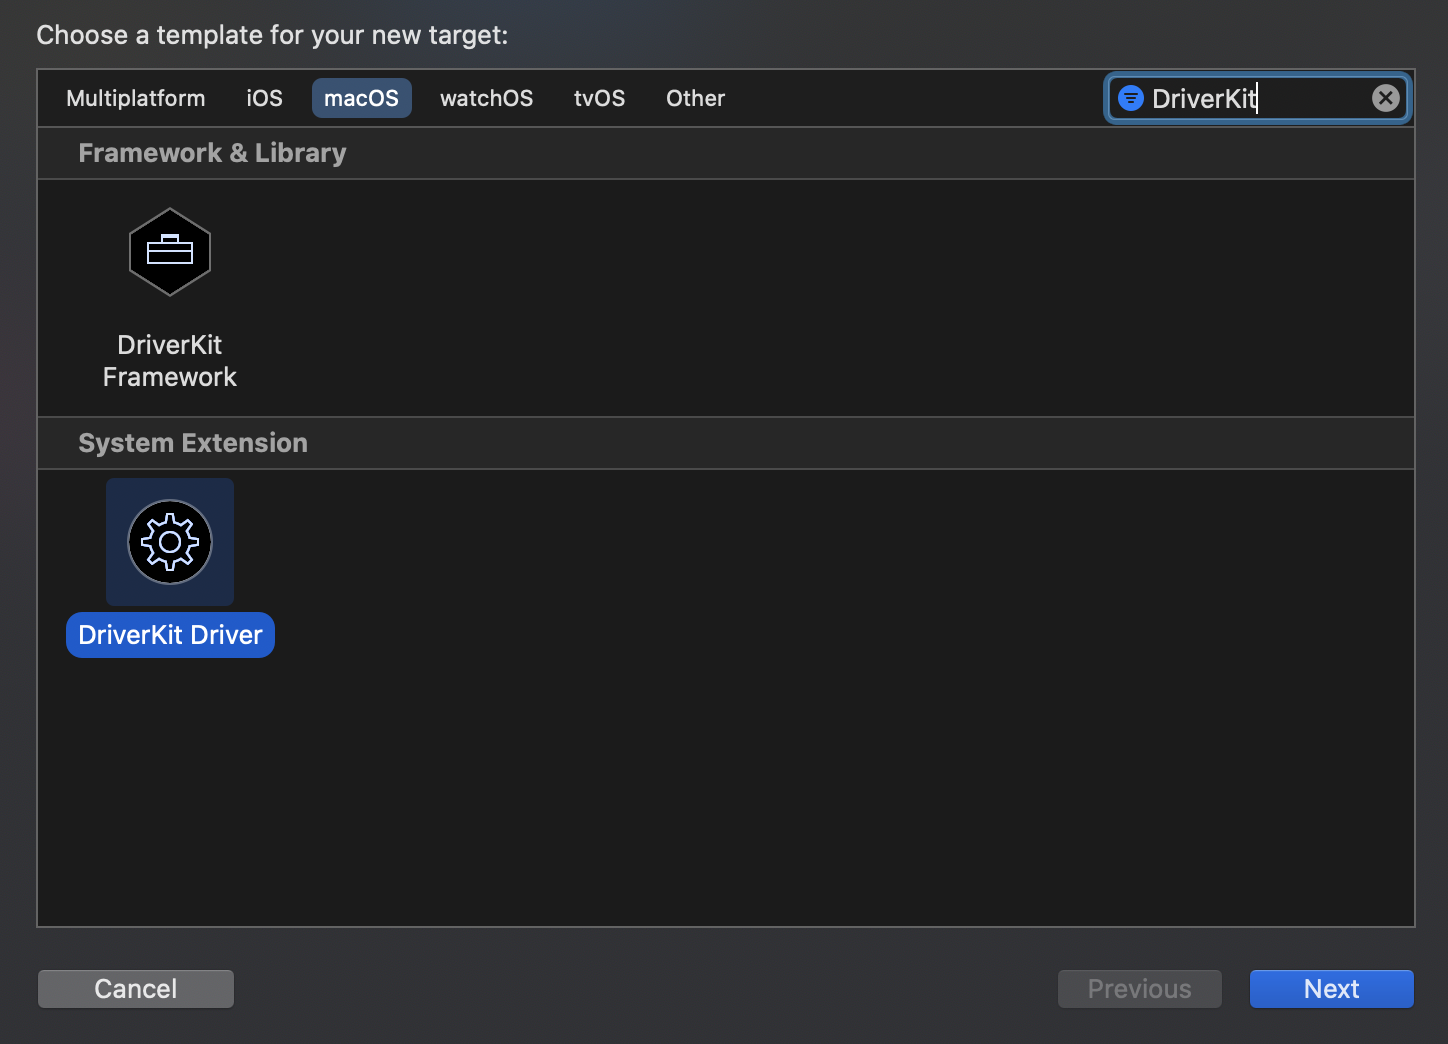 Choose a template for your new target:
Multiplatform iOS macOS watchOS tvOS Other DriverKit
Framework & Library
DriverKit
Framework
System Extension
DriverKit Driver
Cancel Previous Next